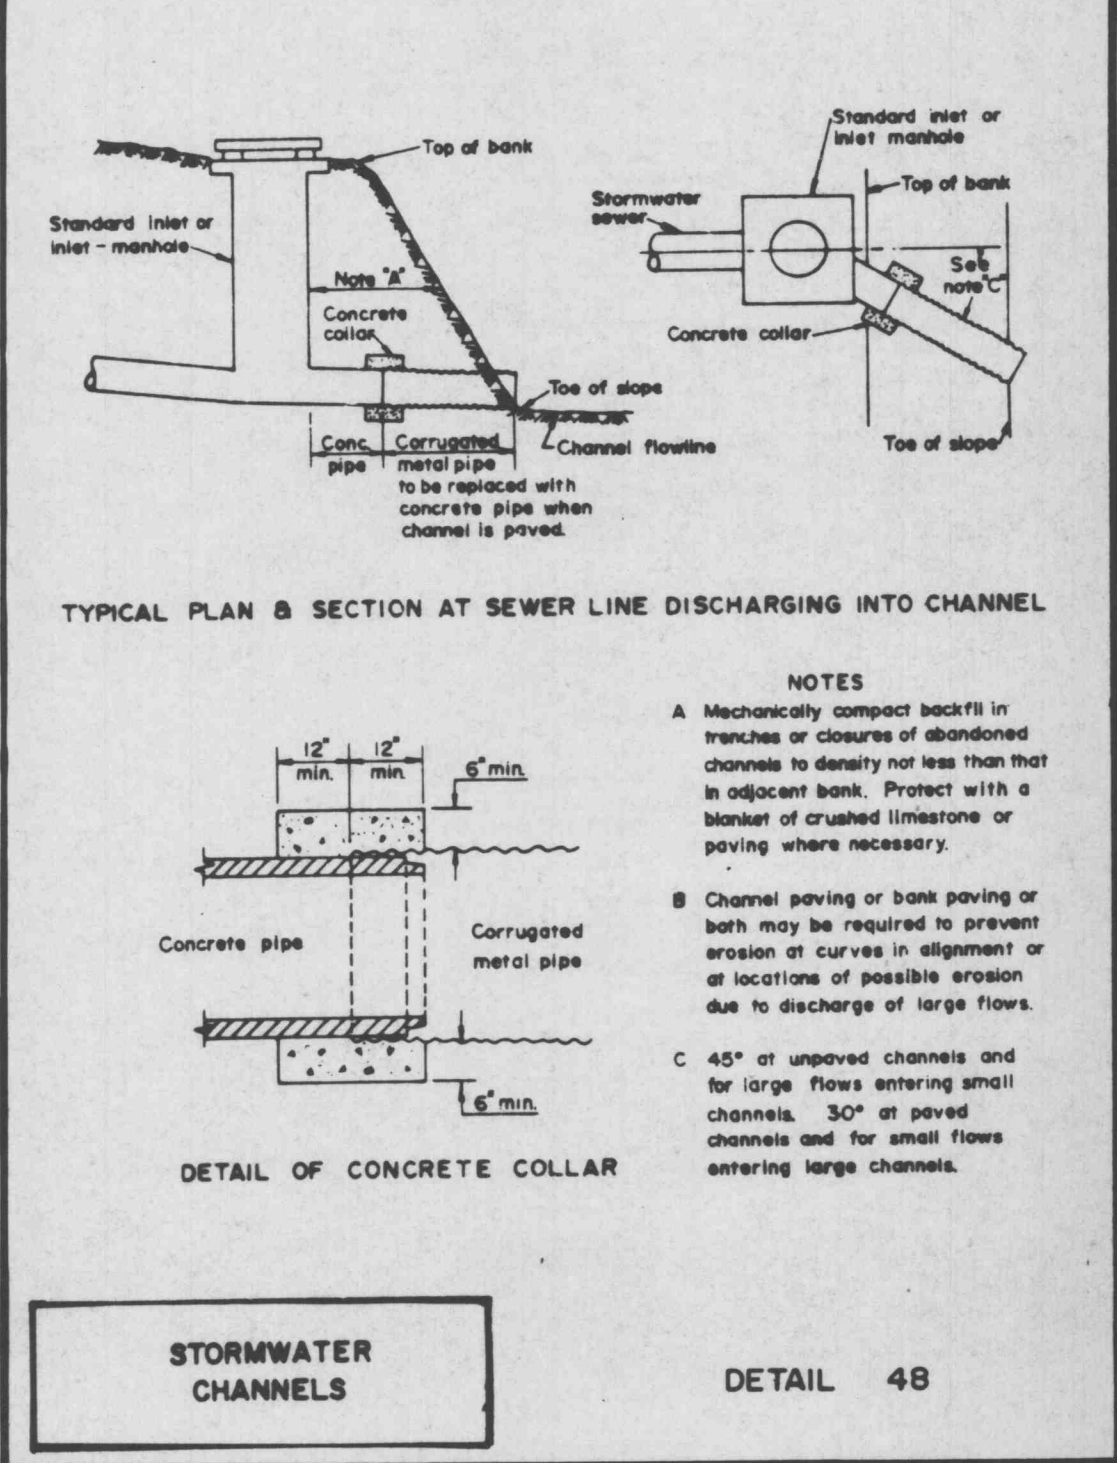 Top of bank
Standard inlet or
inlet - manhole
Note "A"
Concrete
collar
Toe of slope
Channel flowline
Conc.
pipe
Corrugated
metal pipe
to be replaced with
concrete pipe when
channel is paved.
Standard inlet or
inlet manhole
Top of bank
Stormwater
sewer
See
note "C"
Concrete collar
Toe of slope
TYPICAL PLAN & SECTION AT SEWER LINE DISCHARGING INTO CHANNEL
12" 12"
min. min.
6" min.
Concrete pipe
Corrugated
metal pipe
6" min.
DETAIL OF CONCRETE COLLAR
NOTES
A Mechanically compact backfil in
trenches or closures of abandoned
channels to density not less than that
in adjacent bank. Protect with a
blanket of crushed limestone or
paving where necessary.
B Channel paving or bank paving or
both may be required to prevent
erosion at curves in alignment or
at locations of possible erosion
due to discharge of large flows.
C 45° at unpaved channels and
for large flows entering small
channels. 30° at paved
channels and for small flows
entering large channels.
STORMWATER
CHANNELS
DETAIL 48